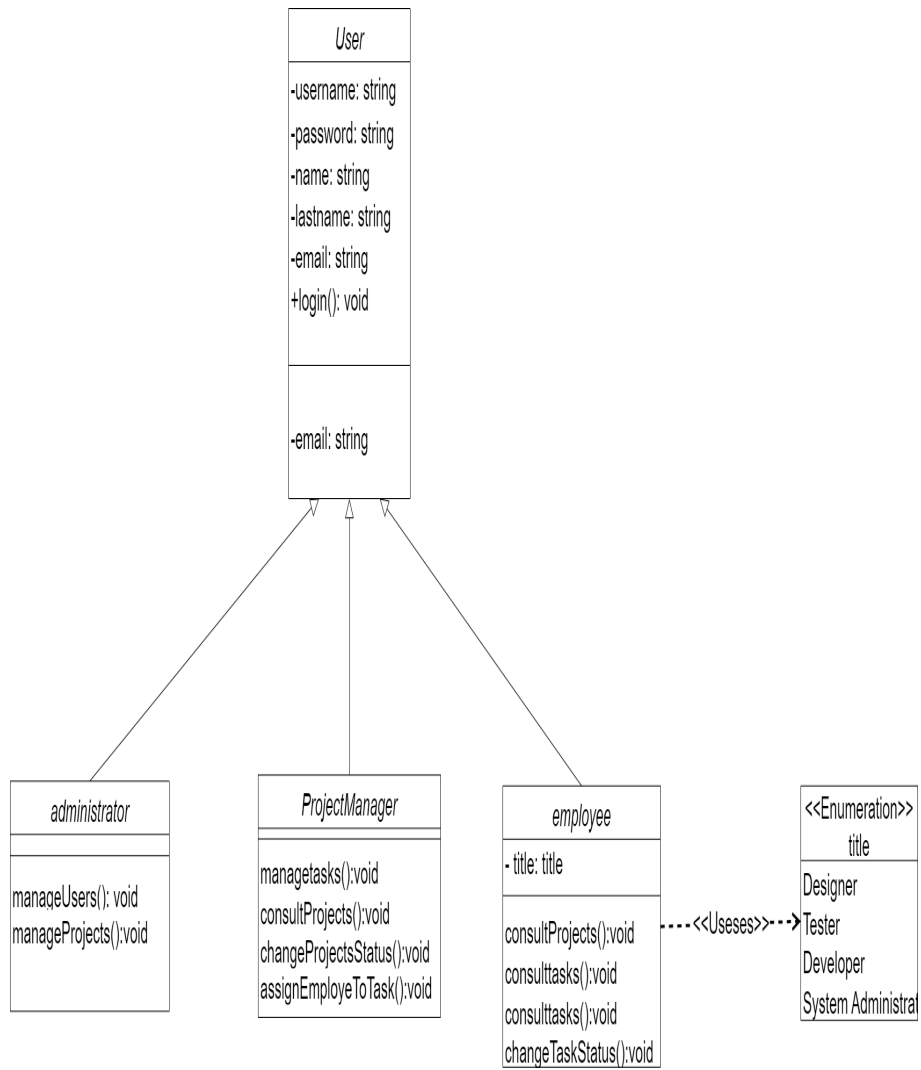 User
-username: string
-password: string
-name: string
-lastname: string
-email: string
+login(): void
-email: string
administrator
manageUsers(): void
manageProjects():void
ProjectManager
managetasks():void
consultProjects():void
changeProjectsStatus():void
assignEmployeToTask():void
employee
- title: title
consultProjects():void
consulttasks():void
consulttasks():void
changeTaskStatus():void
<<Useses>>
<<Enumeration>>
title
Designer
Tester
Developer
System Administrat